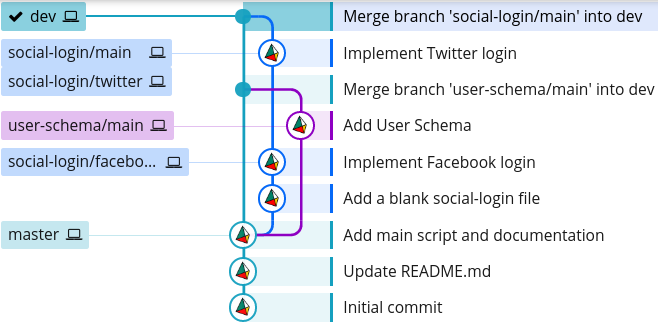 dev Merge branch 'social-login/main' into dev
social-login/main Implement Twitter login
social-login/twitter Merge branch 'user-schema/main' into dev
user-schema/main Add User Schema
social-login/facebo... Implement Facebook login
Add a blank social-login file
master Add main script and documentation
Update README.md
Initial commit